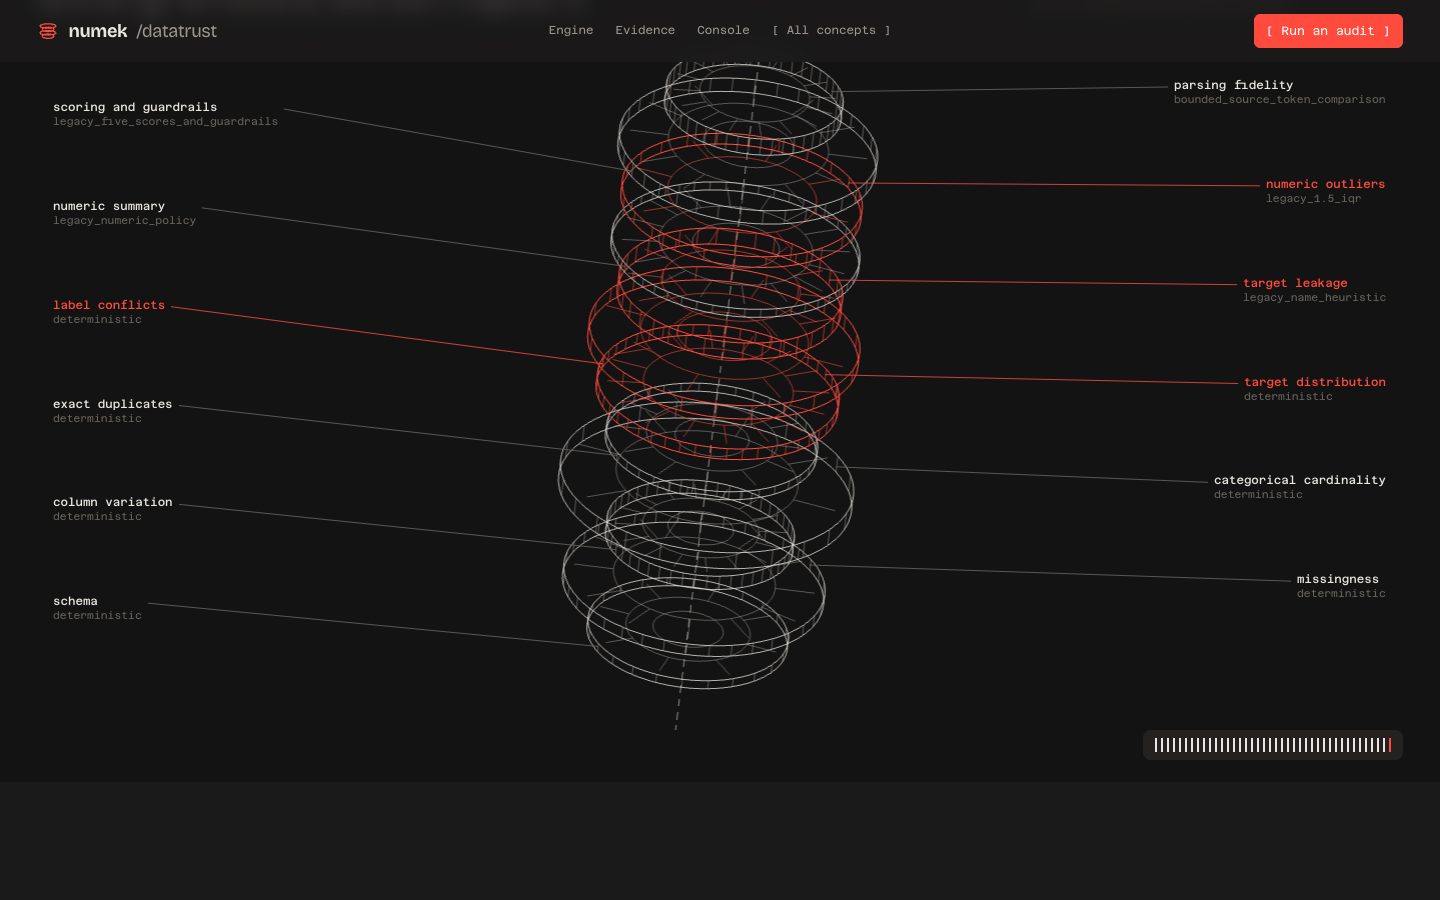 numek /datatrust
Engine Evidence Console [ All concepts ]
[ Run an audit ]
scoring and guardrails
legacy_five_scores_and_guardrails
numeric summary
legacy_numeric_policy
label conflicts
deterministic
exact duplicates
deterministic
column variation
deterministic
schema
deterministic
parsing fidelity
bounded_source_token_comparison
numeric outliers
legacy_1.5_iqr
target leakage
legacy_name_heuristic
target distribution
deterministic
categorical cardinality
deterministic
missingness
deterministic